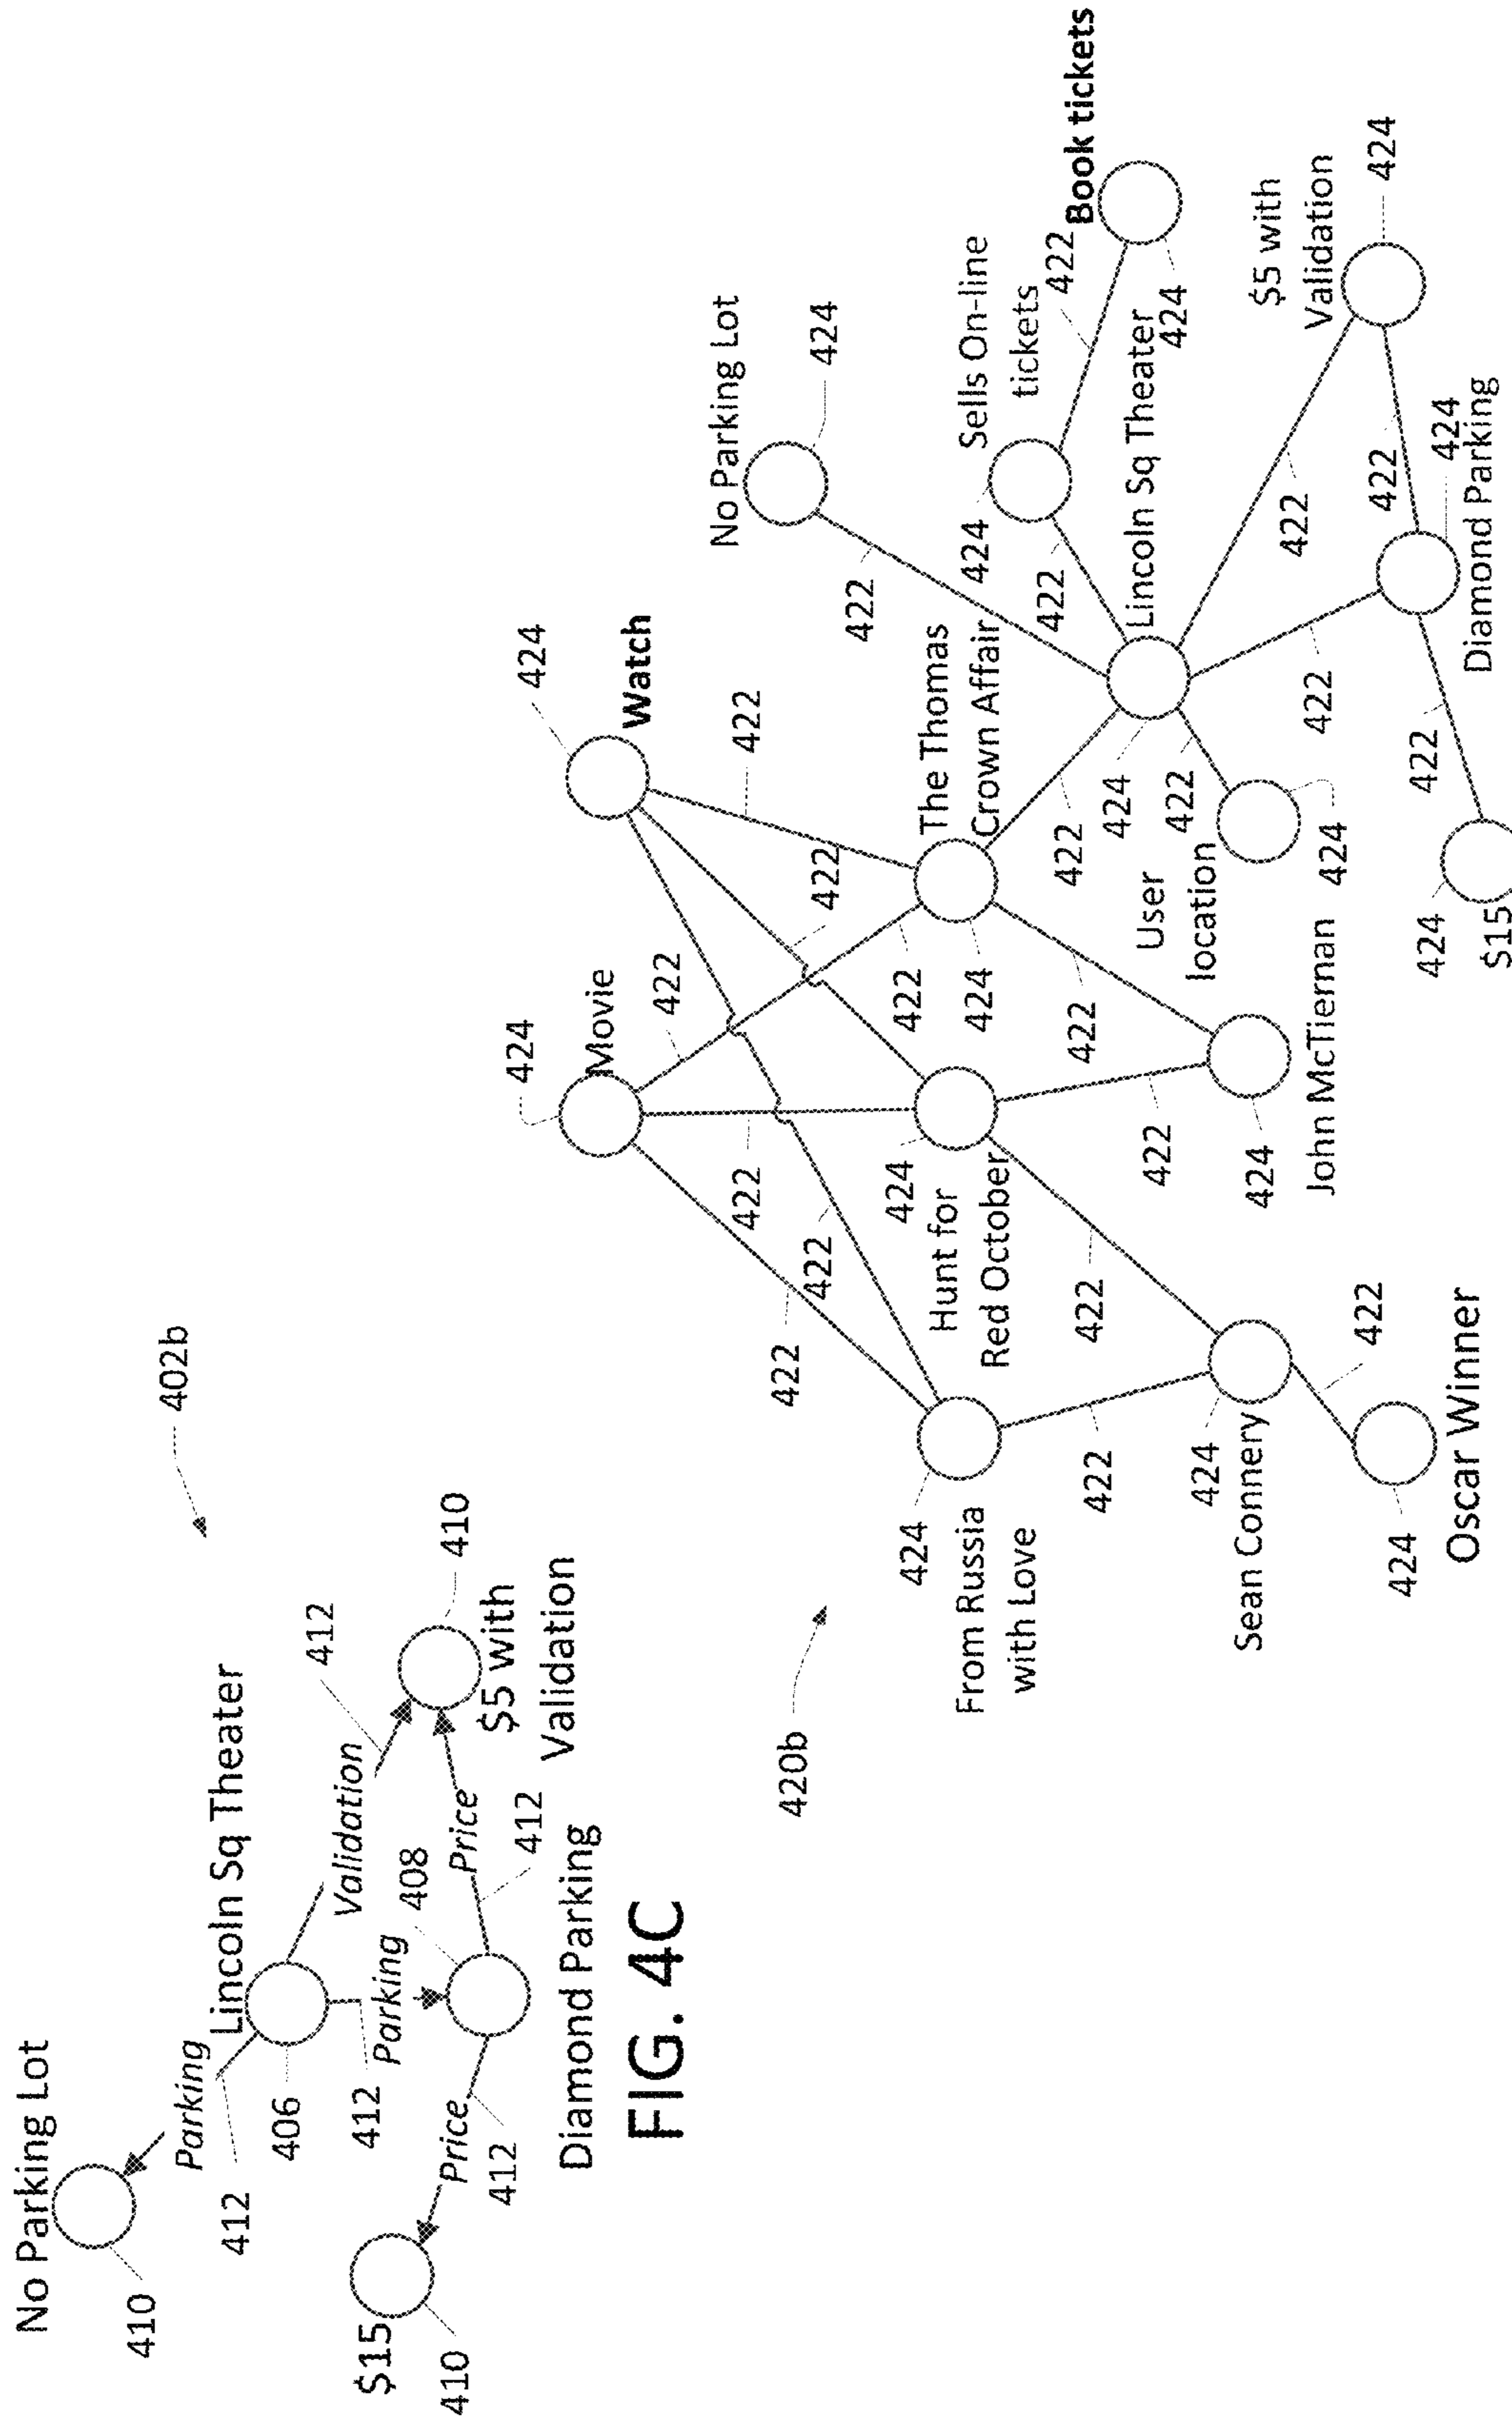 No Parking Lot
410
Parking
412
Lincoln Sq Theater
402b
406
412
Validation
412
Parking
408
$15
410
Price
412
Price
412
410
$5 with
Validation
Diamond Parking
FIG. 4C
420b
424
Movie
424
Watch
422
422
422
422
422
422
No Parking Lot
424
422
424
From Russia
with Love
424
Hunt for
Red October
422
424
The Thomas
Crown Affair
Sells On-line
tickets
424
422
422
Book tickets
424
422
422
422
422
422
424
Lincoln Sq Theater
User
location
422
424
424
Sean Connery
424
John McTiernan
422
422
$5 with
Validation
424
422
424
Oscar Winner
422
422
424
Diamond Parking
424
$15